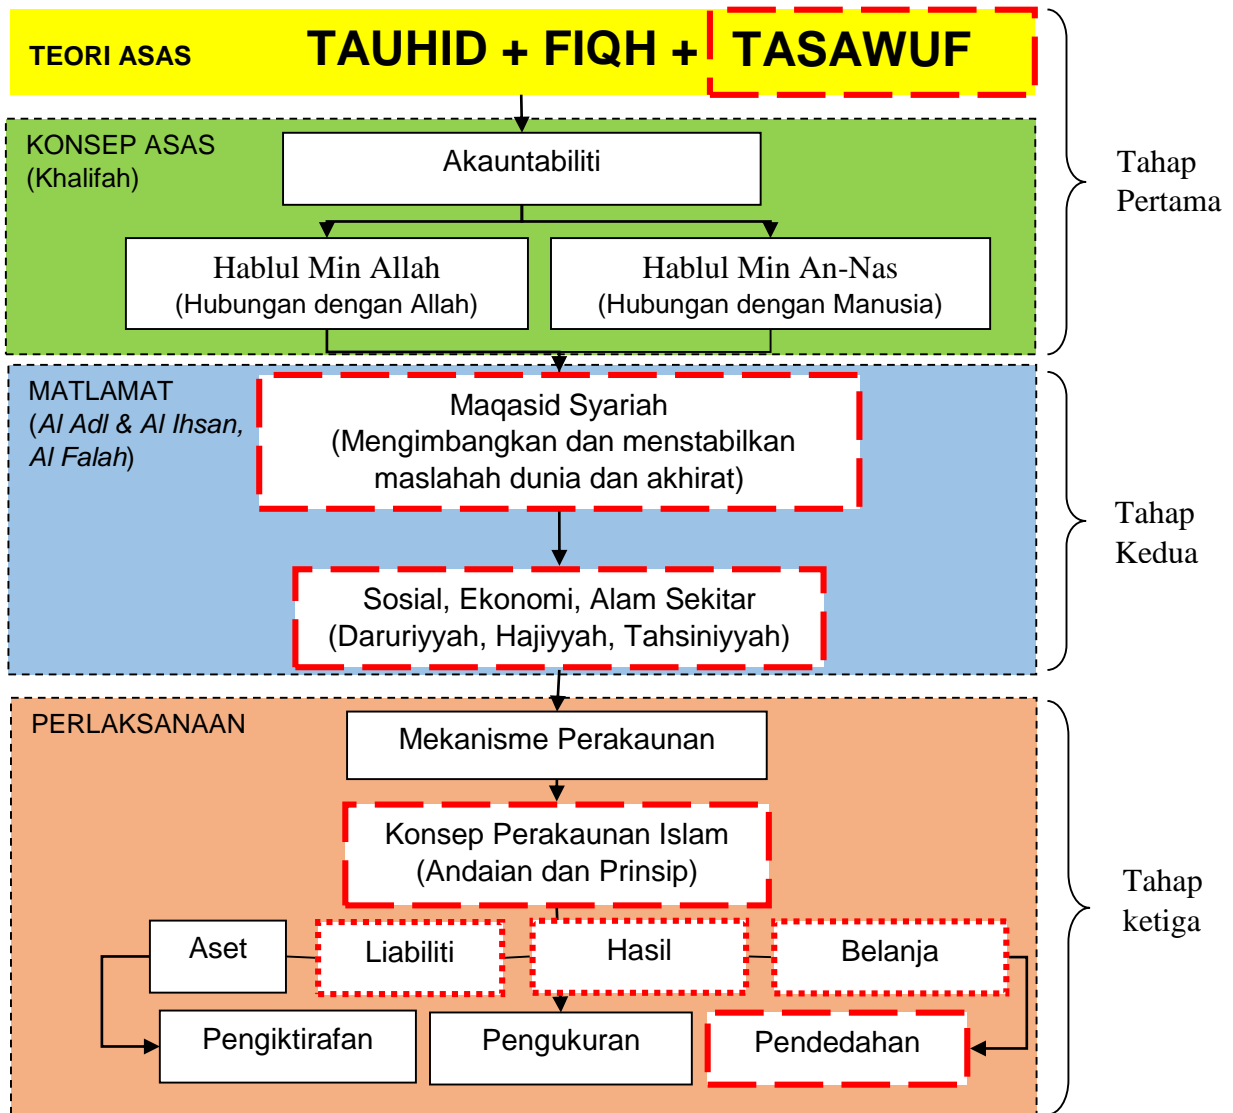 TEORI ASAS
TAUHID + FIQH + TASAWUF
KONSEP ASAS
(Khalifah)
Akauntabiliti
Hablul Min Allah
(Hubungan dengan Allah)
Hablul Min An-Nas
(Hubungan dengan Manusia)
Tahap
Pertama
MATLAMAT
(Al Adl & Al Ihsan,
Al Falah)
Maqasid Syariah
(Mengimbangkan dan menstabilkan
maslahah dunia dan akhirat)
Sosial, Ekonomi, Alam Sekitar
(Daruriyyah, Hajiyyah, Tahsiniyyah)
Tahap
Kedua
PERLAKSANAAN
Mekanisme Perakaunan
Konsep Perakaunan Islam
(Andaian dan Prinsip)
Aset
Liabiliti
Hasil
Belanja
Pengiktirafan
Pengukuran
Pendedahan
Tahap
ketiga